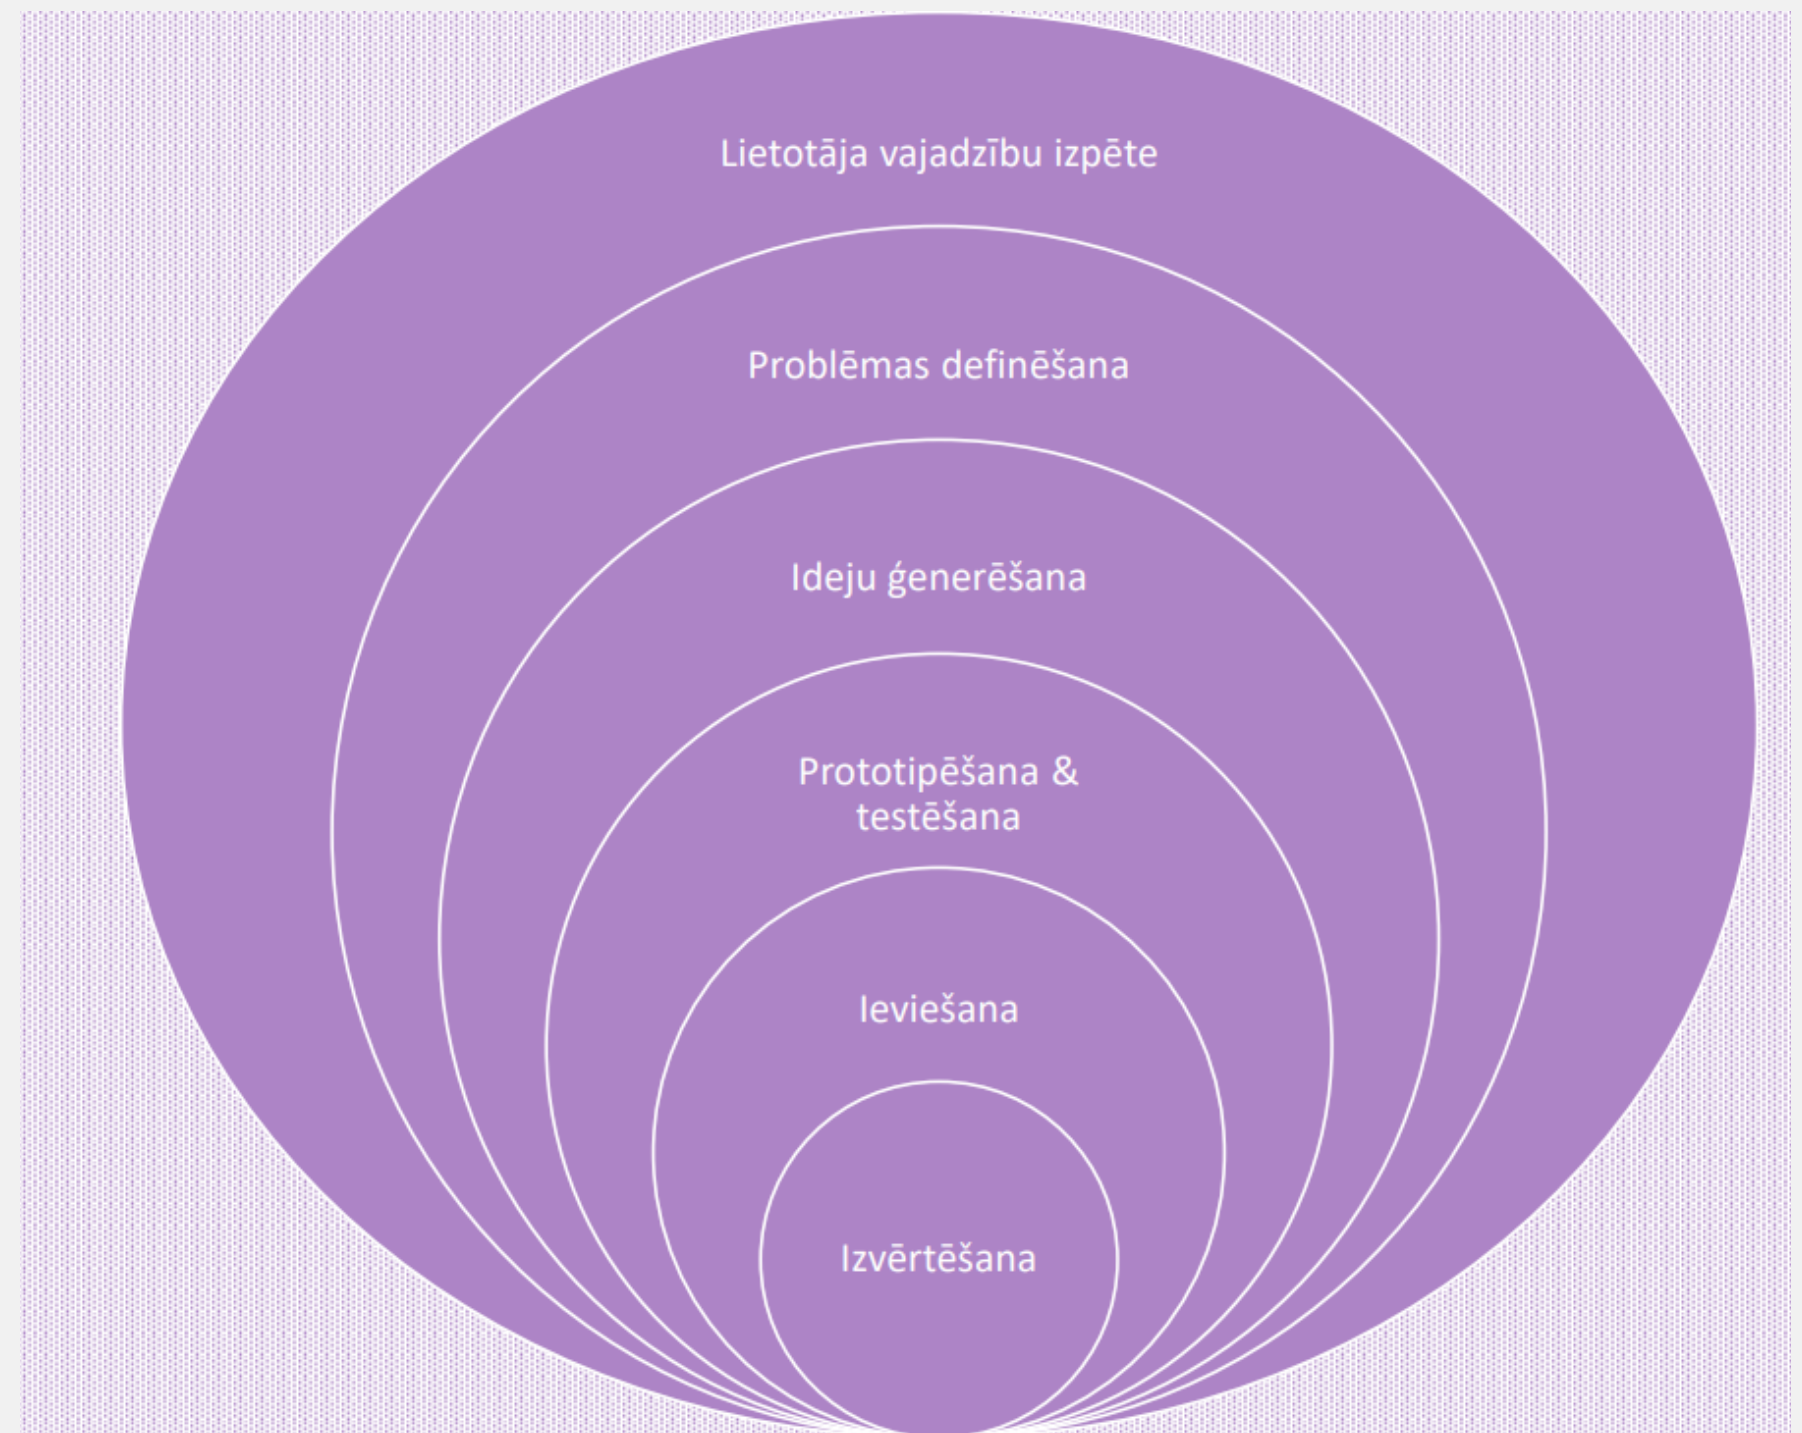 Lietotāja vajadzību izpēte
Problēmas definēšana
Ideju ģenerēšana
Prototipēšana &
testēšana
Ieviešana
Izvērtēšana